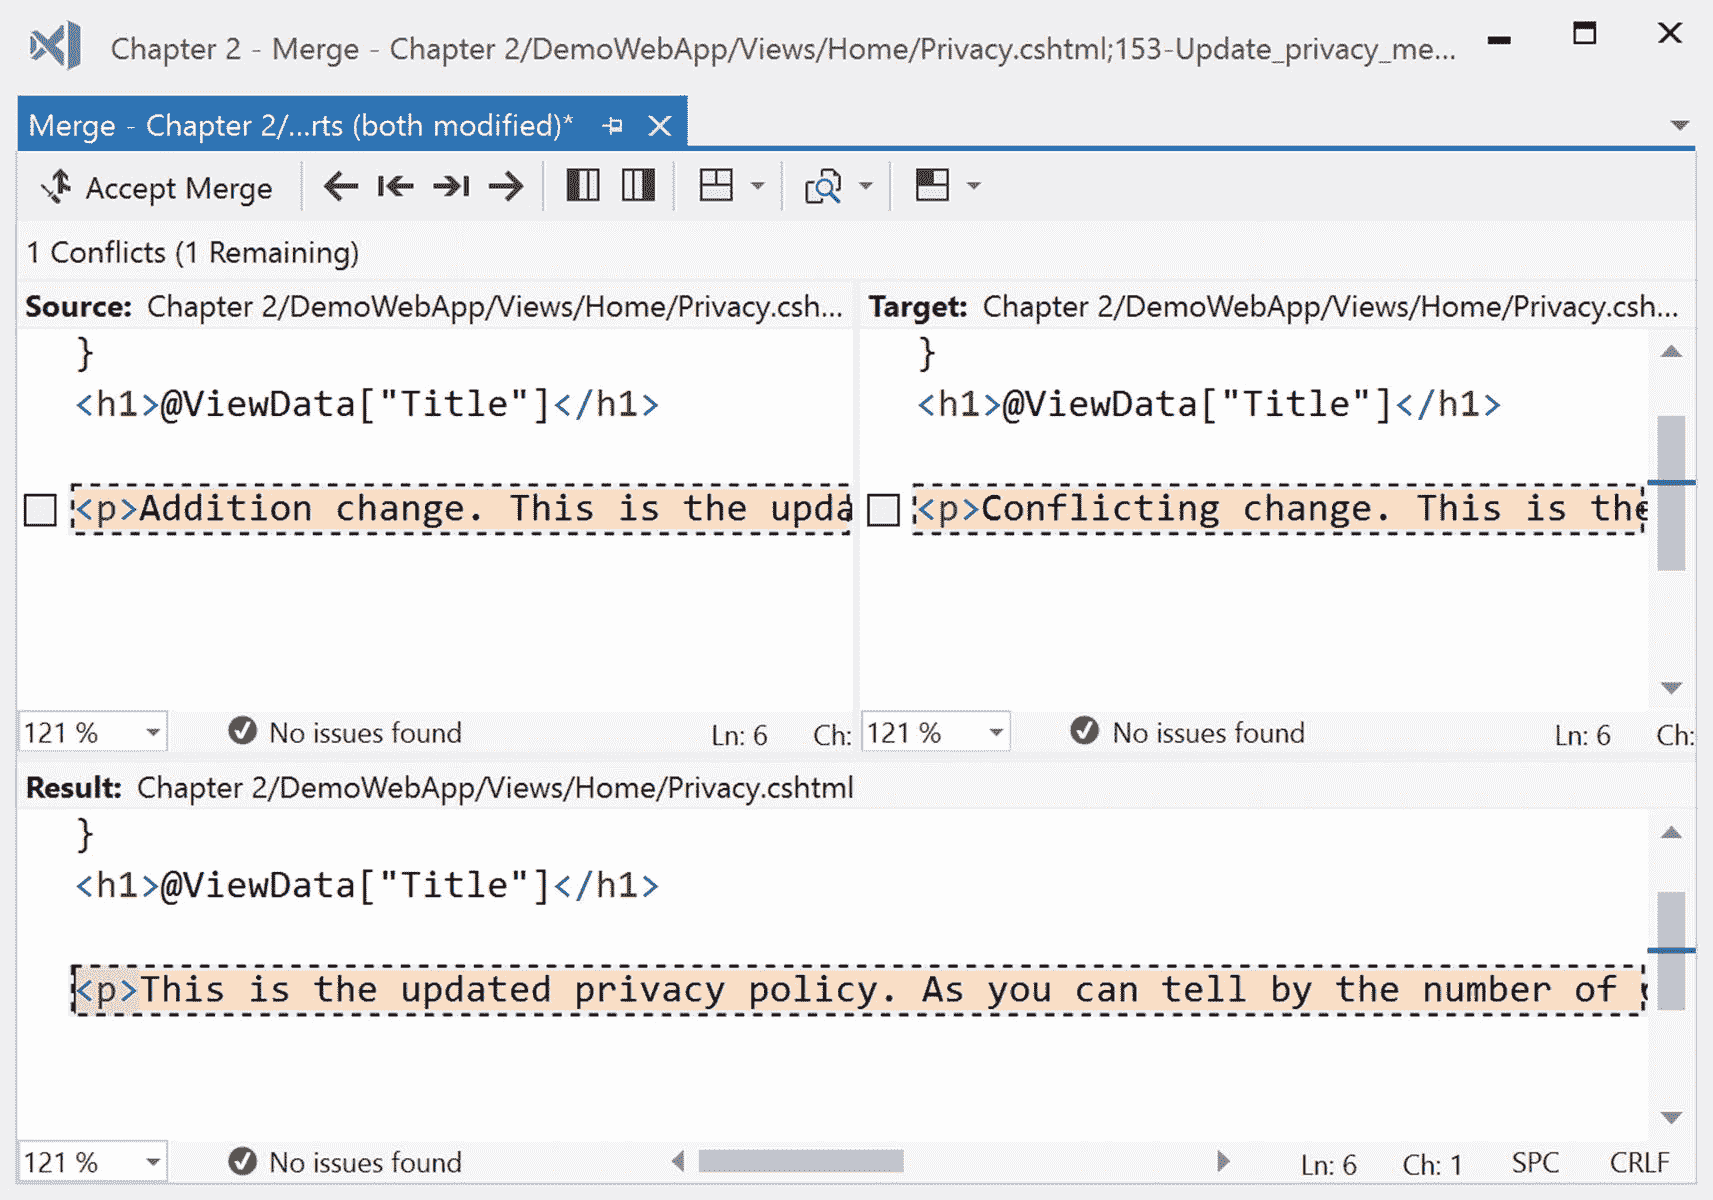 Chapter 2 - Merge - Chapter 2/DemoWebApp/Views/Home/Privacy.cshtml;153-Update_privacy_me...
Merge - Chapter 2/...rts (both modified)*
Accept Merge
1 Conflicts (1 Remaining)
Source: Chapter 2/DemoWebApp/Views/Home/Privacy.csh...
}
<h1>@ViewData["Title"]</h1>
<p>Addition change. This is the upda
121 %
No issues found
Ln: 6
Ch:
Target: Chapter 2/DemoWebApp/Views/Home/Privacy.csh...
}
<h1>@ViewData["Title"]</h1>
<p>Conflicting change. This is the
121 %
No issues found
Ln: 6
Ch:
Result: Chapter 2/DemoWebApp/Views/Home/Privacy.cshtml
}
<h1>@ViewData["Title"]</h1>
<p>This is the updated privacy policy. As you can tell by the number of
121 %
No issues found
Ln: 6
Ch: 1
SPC
CRLF